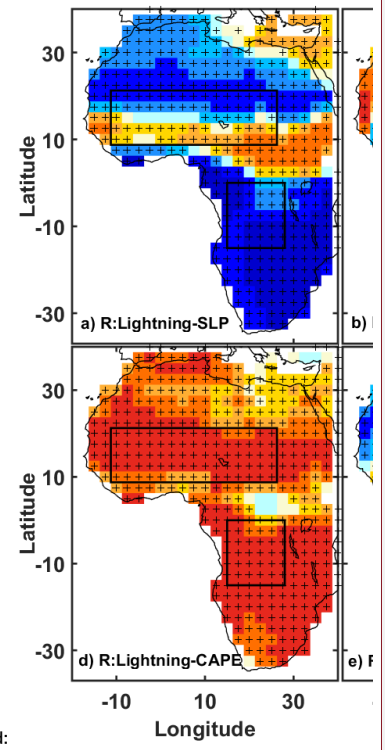 30
10
-10
-30
Latitude
a) R:Lightning-SLP
b)
30
10
-10
-30
Latitude
d) R:Lightning-CAPE
e)
-10
10
30
Longitude
d: